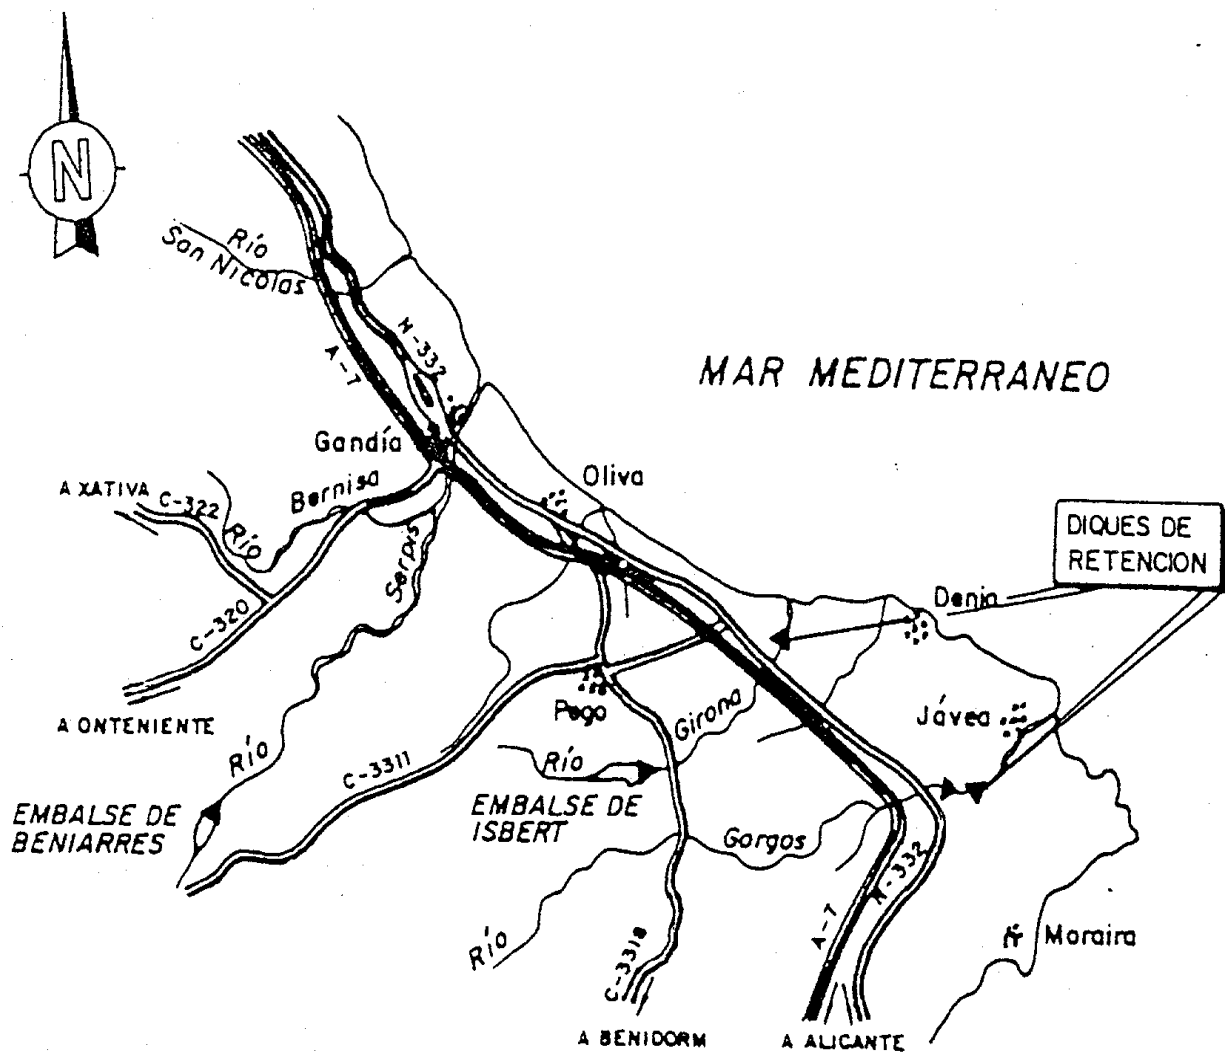 N
Río
San Nicolas
N-332
A-7
MAR MEDITERRANEO
Gandía
Oliva
A XATIVA
C-322
Bernisa
Río
Serpis
DIQUES DE
RETENCION
Denia
C-320
Pego
Jávea
A ONTENIENTE
Girona
Río
C-3311
Río
EMBALSE DE
BENIARRES
EMBALSE DE
ISBERT
Gorgos
N-332
A-7
Río
Moraira
C-3318
A BENIDORM
A ALICANTE